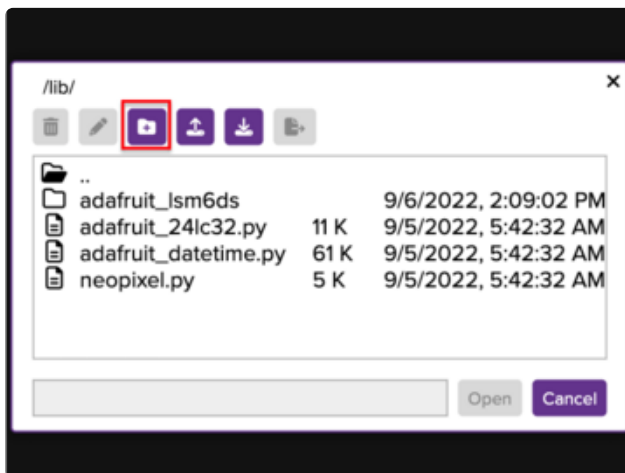 /lib/
..
adafruit_lsm6ds 9/6/2022, 2:09:02 PM
adafruit_24lc32.py 11 K 9/5/2022, 5:42:32 AM
adafruit_datetime.py 61 K 9/5/2022, 5:42:32 AM
neopixel.py 5 K 9/5/2022, 5:42:32 AM
Open Cancel